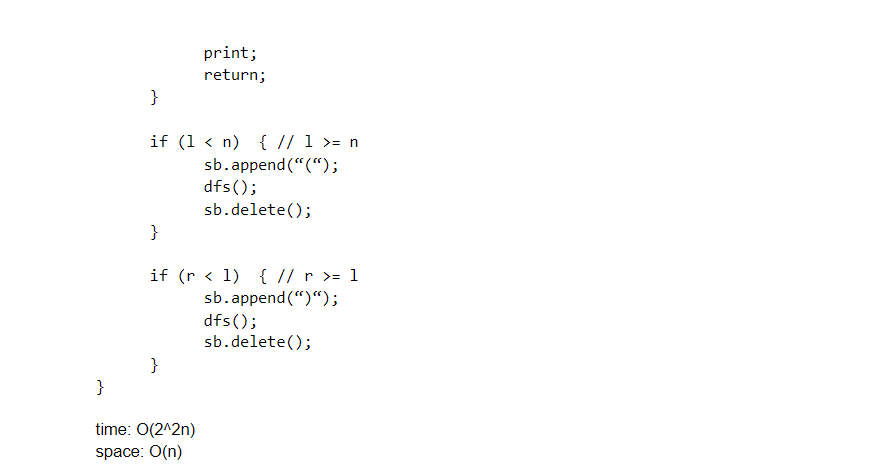 print;
return;
}
if (l < n)  { // l >= n
sb.append(“(“);
dfs();
sb.delete();
}
if (r < l)  { // r >= l
sb.append(“)“);
dfs();
sb.delete();
}
}
time: O(2^2n)
space: O(n)